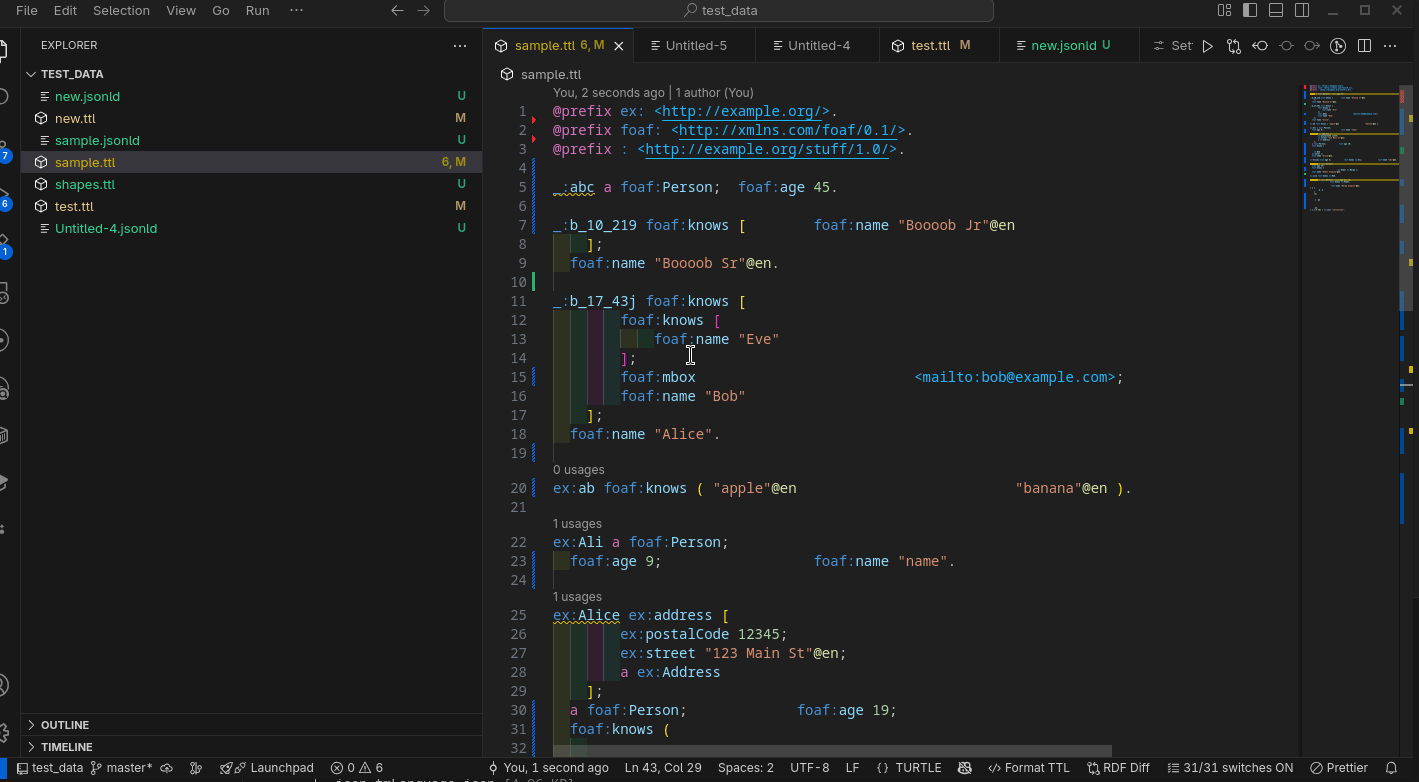 File Edit Selection View Go Run ··· test_data
EXPLORER ···
TEST_DATA
new.jsonld U
new.ttl M
sample.jsonld U
sample.ttl 6, M
shapes.ttl U
test.ttl M
Untitled-4.jsonld U
OUTLINE
TIMELINE
7
6
1
sample.ttl 6, M Untitled-5 Untitled-4 test.ttl M new.jsonld U Set ···
sample.ttl
You, 2 seconds ago | 1 author (You)
1 @prefix ex: <http://example.org/>.
2 @prefix foaf: <http://xmlns.com/foaf/0.1/>.
3 @prefix : <http://example.org/stuff/1.0/>.
4
5 _:abc a foaf:Person; foaf:age 45.
6
7 _:b_10_219 foaf:knows [ foaf:name "Boooob Jr"@en
8 ];
9 foaf:name "Boooob Sr"@en.
10
11 _:b_17_43j foaf:knows [
12 foaf:knows [
13 foaf:name "Eve"
14 ];
15 foaf:mbox <mailto:bob@example.com>;
16 foaf:name "Bob"
17 ];
18 foaf:name "Alice".
19
0 usages
20 ex:ab foaf:knows ( "apple"@en "banana"@en ).
21
1 usages
22 ex:Ali a foaf:Person;
23 foaf:age 9; foaf:name "name".
24
1 usages
25 ex:Alice ex:address [
26 ex:postalCode 12345;
27 ex:street "123 Main St"@en;
28 a ex:Address
29 ];
30 a foaf:Person; foaf:age 19;
31 foaf:knows (
32
test_data master* Launchpad 0 6 You, 1 second ago Ln 43, Col 29 Spaces: 2 UTF-8 LF { } TURTLE Format TTL RDF Diff 31/31 switches ON Prettier